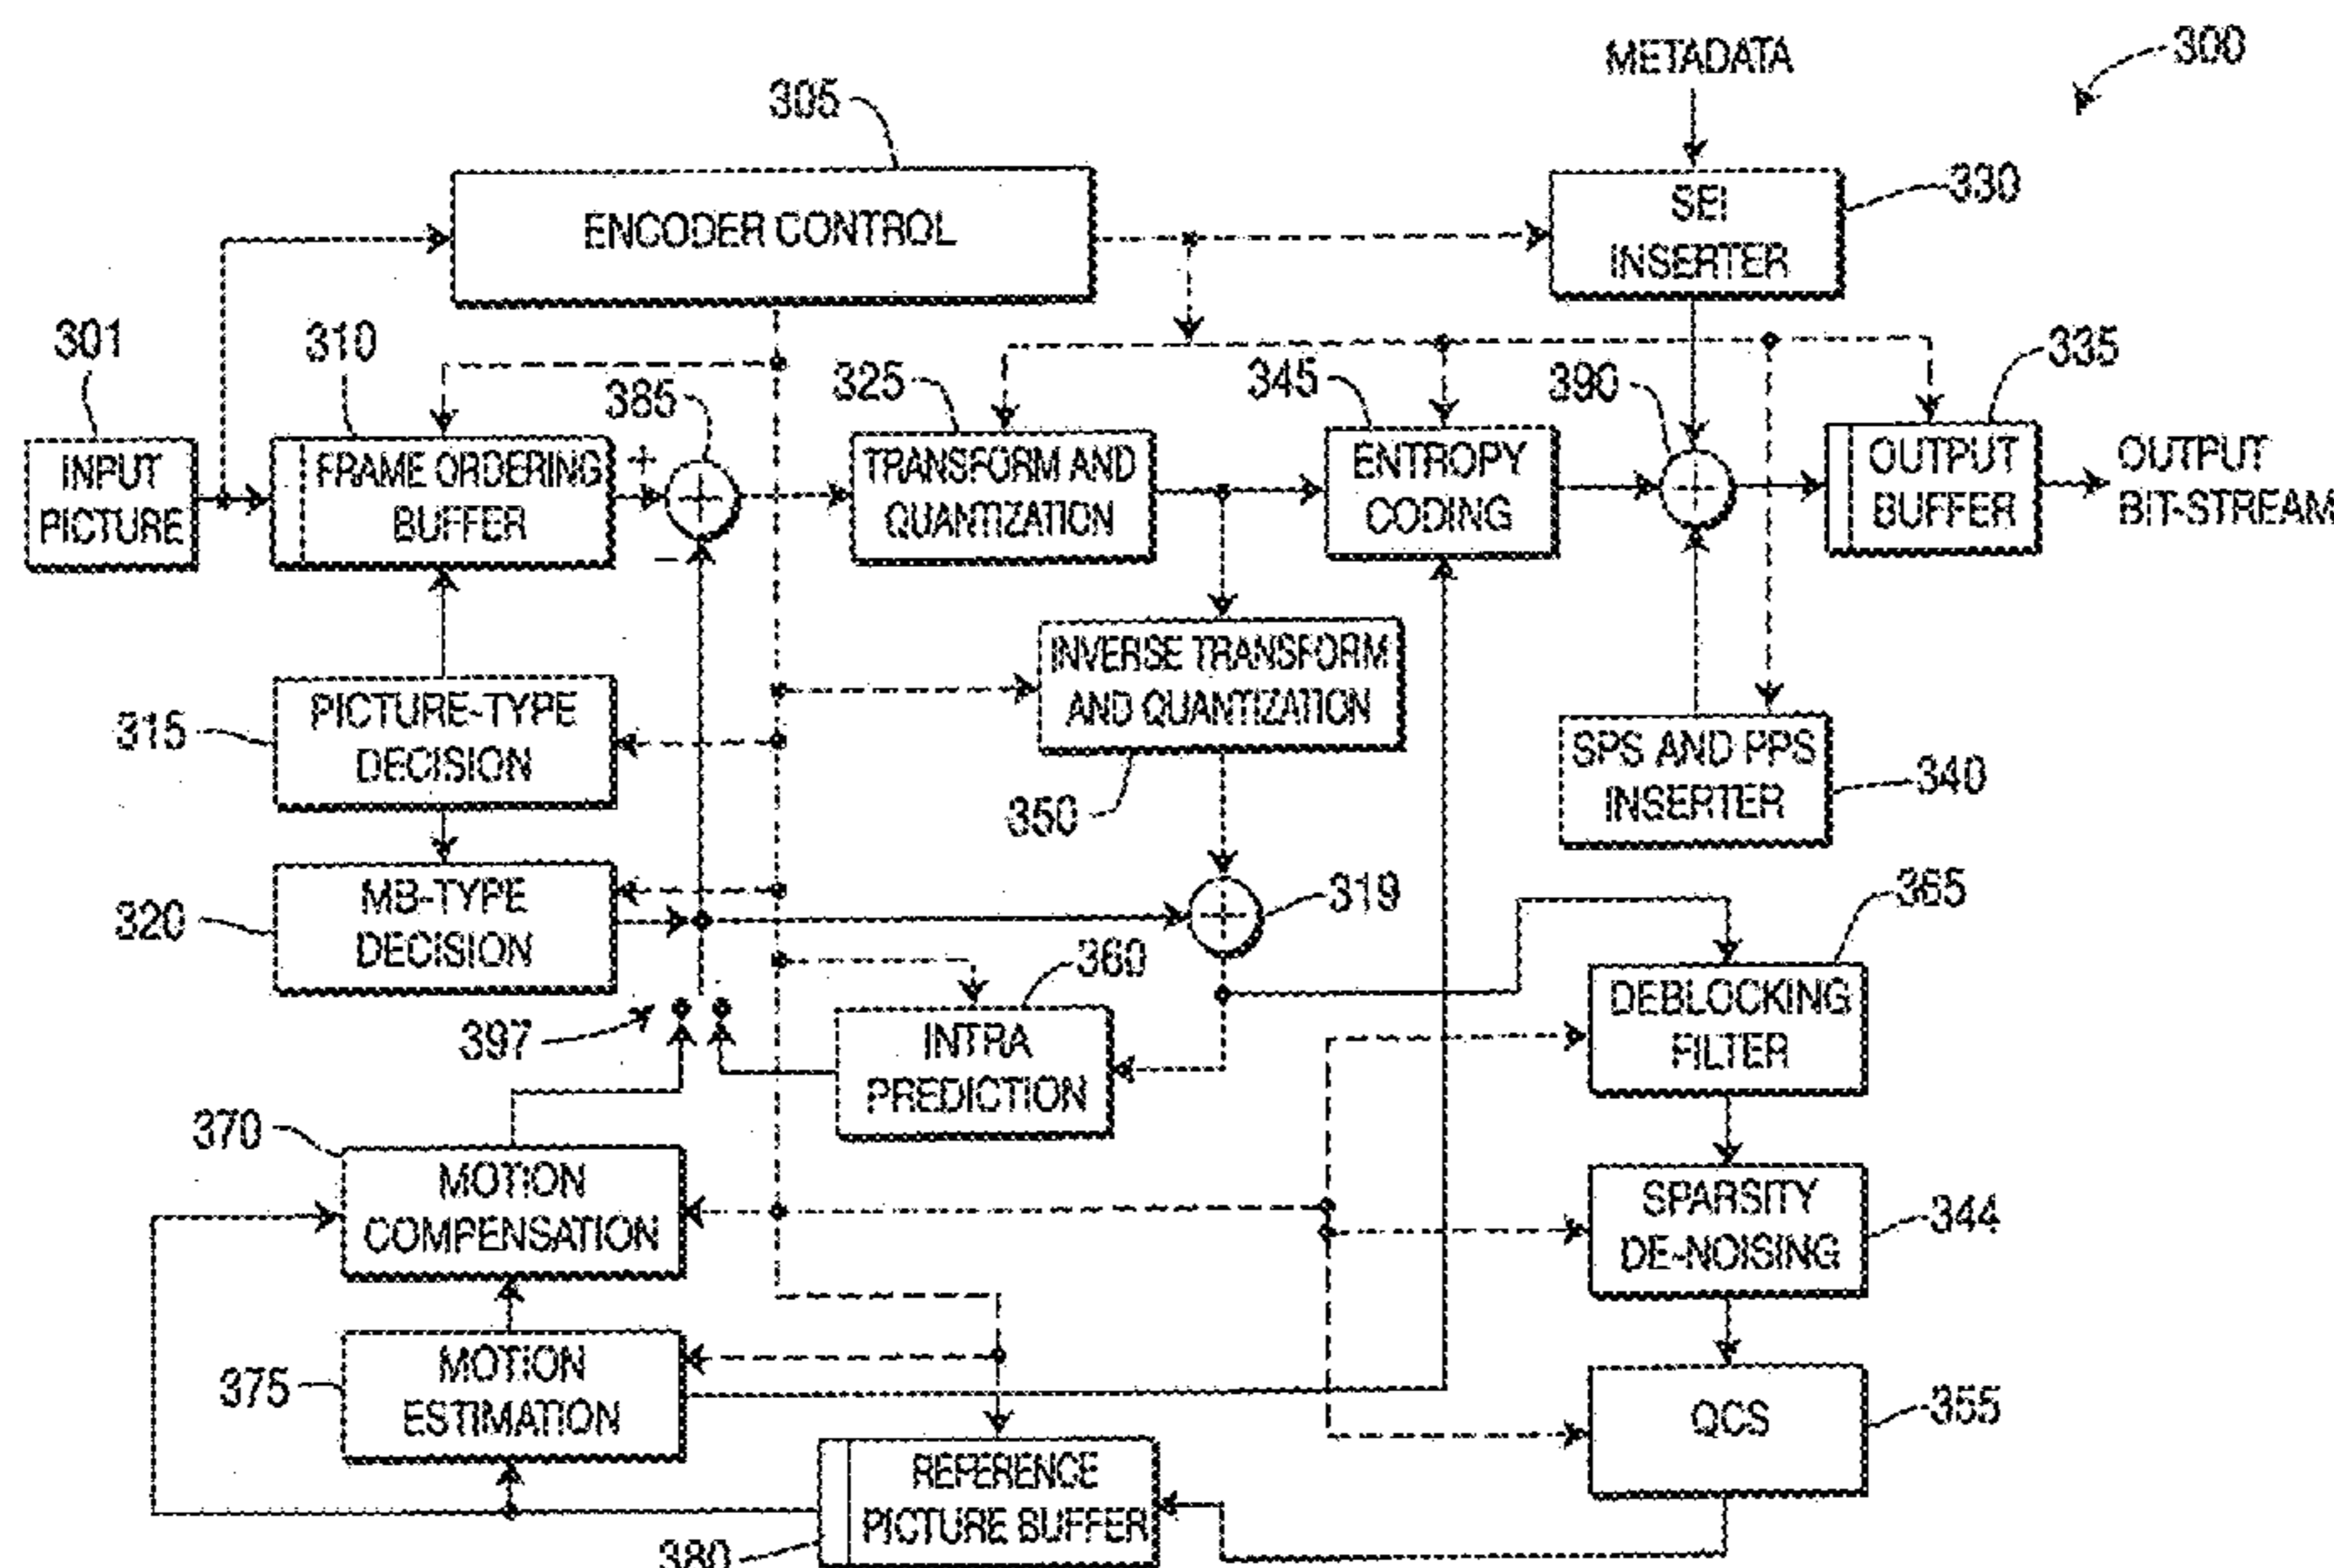 METADATA
300
305
ENCODER CONTROL
SEI
INSERTER
330
301
310
385
325
345
390
335
INPUT
PICTURE
FRAME ORDERING
BUFFER
+
+
−
TRANSFORM AND
QUANTIZATION
ENTROPY
CODING
+
OUTPUT
BUFFER
OUTPUT
BIT-STREAM
INVERSE TRANSFORM
AND QUANTIZATION
350
315
PICTURE-TYPE
DECISION
SPS AND PPS
INSERTER
340
320
MB-TYPE
DECISION
+
319
365
397
360
INTRA
PREDICTION
DEBLOCKING
FILTER
370
MOTION
COMPENSATION
SPARSITY
DE-NOISING
344
375
MOTION
ESTIMATION
QCS
355
REFERENCE
PICTURE BUFFER
380